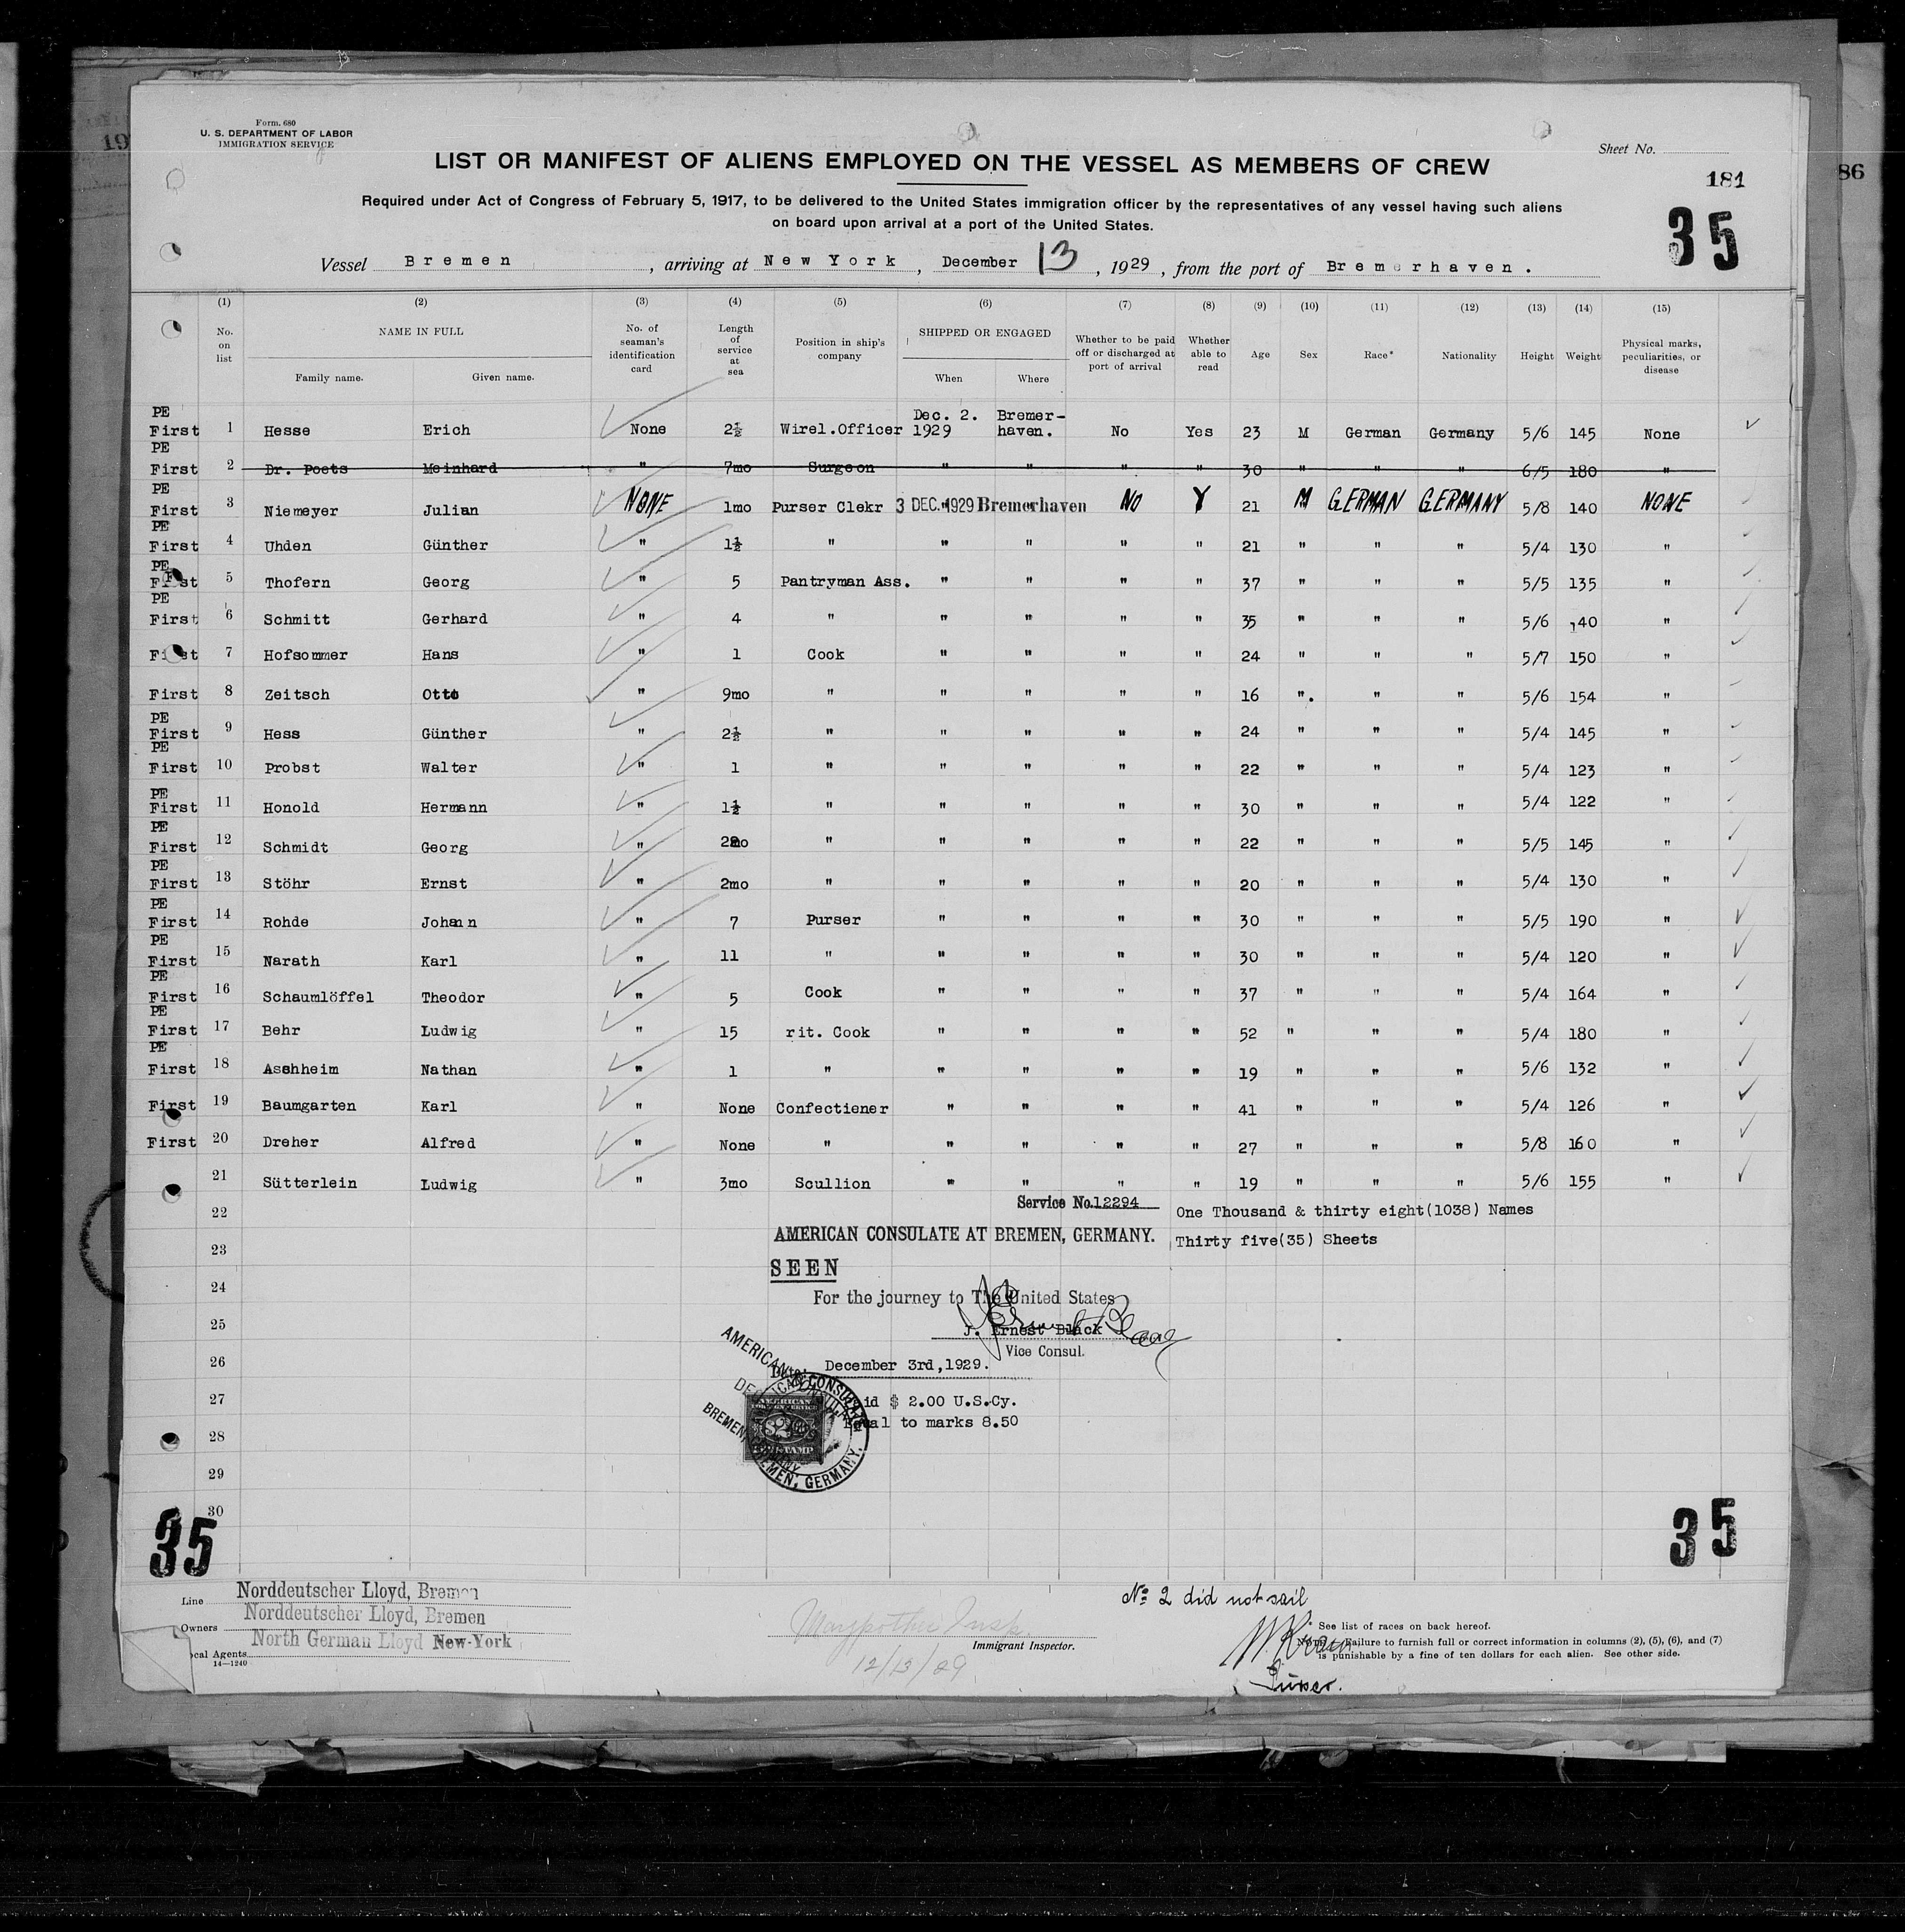 Form. 680
U. S. DEPARTMENT OF LABOR
IMMIGRATION SERVICE
Sheet No.
LIST OR MANIFEST OF ALIENS EMPLOYED ON THE VESSEL AS MEMBERS OF CREW
181
86
Required under Act of Congress of February 5, 1917, to be delivered to the United States immigration officer by the representatives of any vessel having such aliens
on board upon arrival at a port of the United States.
35
Vessel Bremen, arriving at New York, December 13, 1929, from the port of Bremerhaven.
(1) (2) (3) (4) (5) (6) (7) (8) (9) (10) (11) (12) (13) (14) (15)
No. on list NAME IN FULL Family name. Given name. No. of seaman's identification card Length of service at sea Position in ship's company SHIPPED OR ENGAGED When Where Whether to be paid off or discharged at port of arrival Whether able to read Age Sex Race* Nationality Height Weight Physical marks, peculiarities, or disease
PE First 1 Hesse Erich None 2½ Wirel.Officer Dec. 2. 1929 Bremer-haven. No Yes 23 M German Germany 5/6 145 None
PE First 2 Dr. Poets Meinhard " 7mo Surgeon " " " " 30 " " " 6/5 180 "
PE First 3 Niemeyer Julian NONE 1mo Purser Clekr 3 DEC. 1929 Bremerhaven NO Y 21 M GERMAN GERMANY 5/8 140 NONE
PE First 4 Uhden Günther " 1½ " " " " " 21 " " " 5/4 130 "
PE First 5 Thofern Georg " 5 Pantryman Ass. " " " " 37 " " " 5/5 135 "
PE First 6 Schmitt Gerhard " 4 " " " " " 35 " " " 5/6 140 "
First 7 Hofsommer Hans " 1 Cook " " " " 24 " " " 5/7 150 "
First 8 Zeitsch Otto " 9mo " " " " " 16 ". " " 5/6 154 "
PE First 9 Hess Günther " 2½ " " " " " 24 " " " 5/4 145 "
PE First 10 Probst Walter " 1 " " " " " 22 " " " 5/4 123 "
PE First 11 Honold Hermann " 1½ " " " " " 30 " " " 5/4 122 "
PE First 12 Schmidt Georg " " " " " " 22 " " " 5/5 145 "
PE First 13 Stöhr Ernst " 2mo " " " " " 20 " " " 5/4 130 "
PE First 14 Rohde Johann " 7 Purser " " " " 30 " " " 5/5 190 "
PE First 15 Narath Karl " 11 " " " " " 30 " " " 5/4 120 "
PE First 16 Schaumlöffel Theodor " 5 Cook " " " " 37 " " " 5/4 164 "
PE First 17 Behr Ludwig " 15 rit. Cook " " " " 52 " " " 5/4 180 "
PE First 18 Aschheim Nathan " 1 " " " " " 19 " " " 5/6 132 "
First 19 Baumgarten Karl " None Confectiener " " " " 41 " " " 5/4 126 "
First 20 Dreher Alfred " None " " " " " 27 " " " 5/8 160 "
21 Sütterlein Ludwig " 3mo Scullion " " " " 19 " " " 5/6 155 "
22 Service No. 12294 One Thousand & thirty eight(1038) Names
23 AMERICAN CONSULATE AT BREMEN, GERMANY. Thirty five(35) Sheets
SEEN
24 For the journey to The United States
25 J. Ernest Black
Vice Consul.
26 December 3rd,1929.
27 $ 2.00 U.S.Cy.
to marks 8.50
28
29
30
AMERICAN CONSULATE
BREMEN, GERMANY.
35
35
Line Norddeutscher Lloyd, Bremen
Owners Norddeutscher Lloyd, Bremen
Local Agents North German Lloyd New-York
14—1240
Immigrant Inspector.
12/13/29
No 2 did not sail
* See list of races on back hereof.
NOTE.—Failure to furnish full or correct information in columns (2), (5), (6), and (7)
is punishable by a fine of ten dollars for each alien. See other side.
Purser.